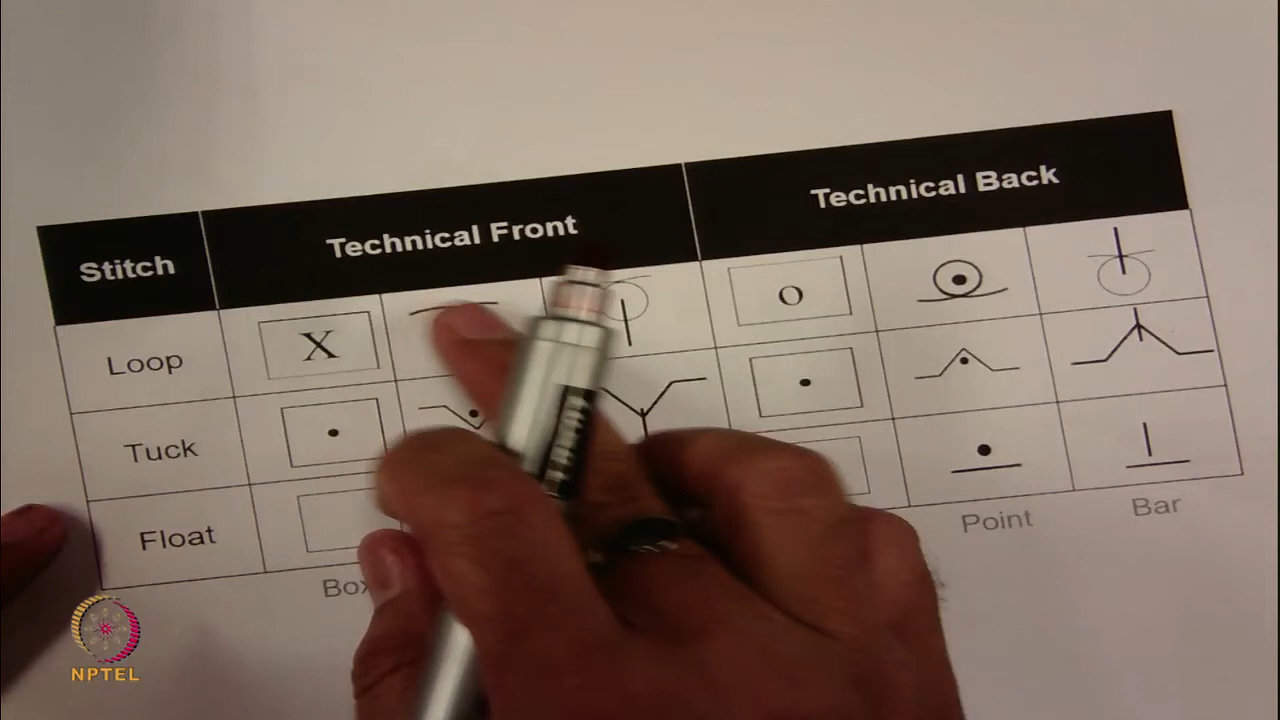 Stitch Technical Front Technical Back
Loop X O
Tuck
Float
Box Point Bar
NPTEL